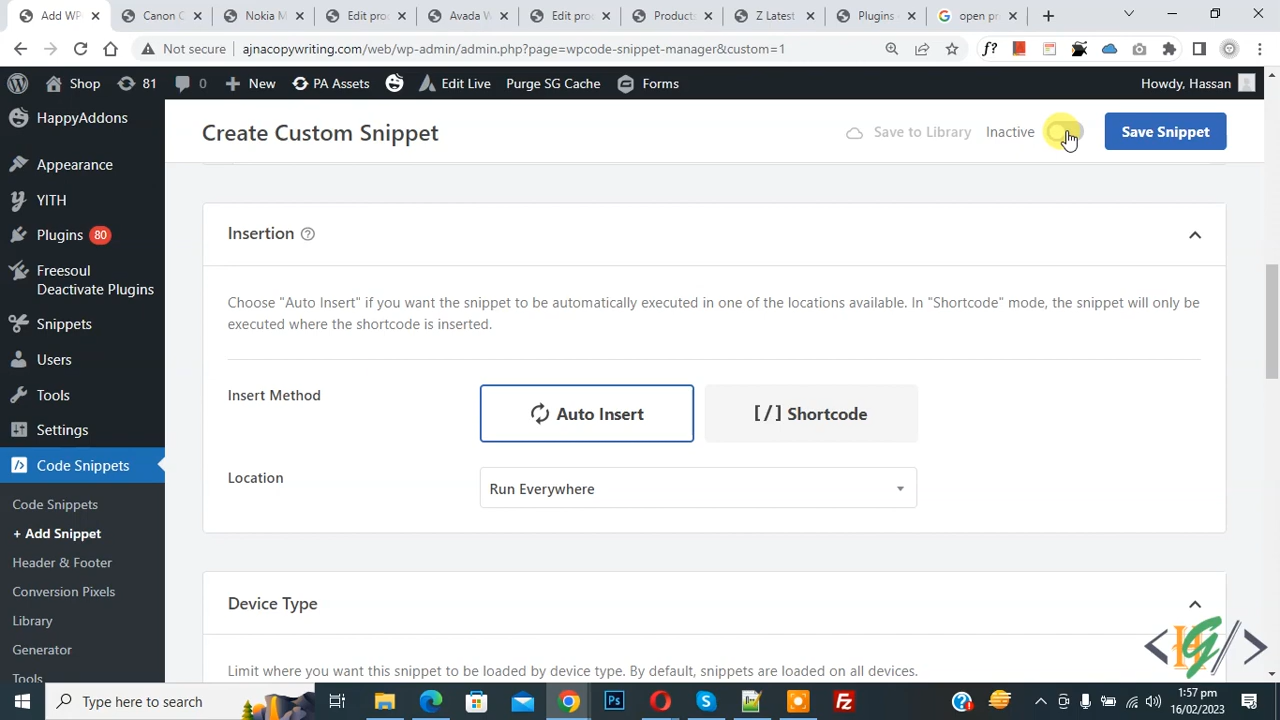 Add WP
Canon C
Nokia M
Edit pro
Avada W
Edit pro
Products
Z Latest
Plugins
open pr
Not secure
ajnacopywriting.com/web/wp-admin/admin.php?page=wpcode-snippet-manager&custom=1
f?
Shop
81
0
New
PA Assets
Edit Live
Purge SG Cache
Forms
Howdy, Hassan
HappyAddons
Appearance
YITH
Plugins 80
Freesoul
Deactivate Plugins
Snippets
Users
Tools
Settings
Code Snippets
Code Snippets
+ Add Snippet
Header & Footer
Conversion Pixels
Library
Generator
Tools
Create Custom Snippet
Save to Library
Inactive
Save Snippet
Insertion
Choose "Auto Insert" if you want the snippet to be automatically executed in one of the locations available. In "Shortcode" mode, the snippet will only be
executed where the shortcode is inserted.
Insert Method
Auto Insert
[/] Shortcode
Location
Run Everywhere
Device Type
Limit where you want this snippet to be loaded by device type. By default, snippets are loaded on all devices.
Type here to search
1:57 pm
16/02/2023